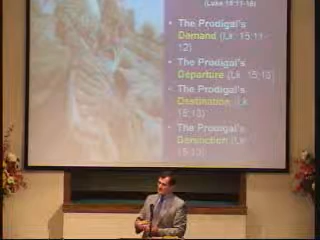 (Luke 15:11-16)
• The Prodigal's
Demand (Lk. 15:11-
12)
• The Prodigal's
Departure (Lk. 15:13)
• The Prodigal's
Destination (Lk.
15:13)
• The Prodigal's
(Lk.
15:13)